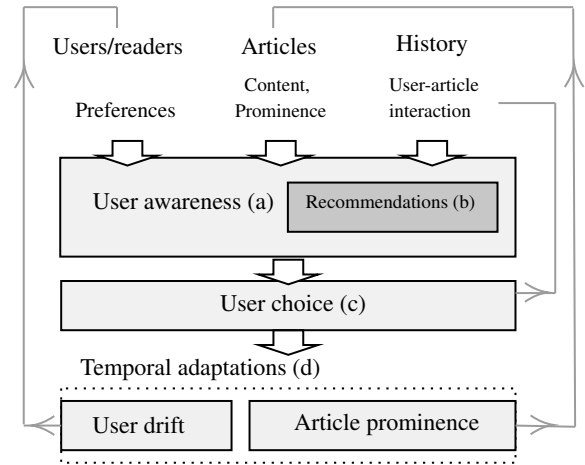 Users/readers
Articles
History
Preferences
Content,
Prominence
User-article
interaction
User awareness (a)
Recommendations (b)
User choice (c)
Temporal adaptations (d)
User drift
Article prominence